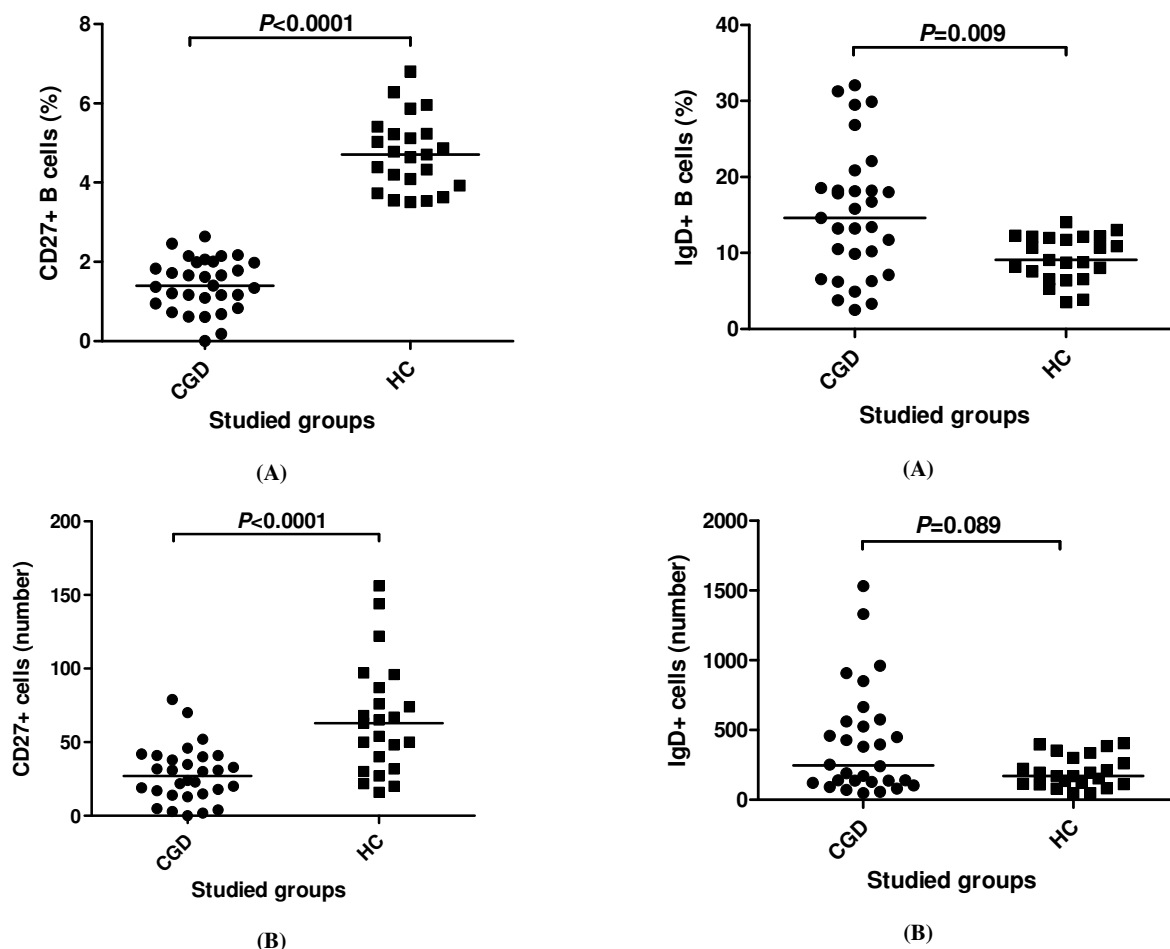 P<0.0001
8
6
4
2
0
CD27+ B cells (%)
CGD
HC
Studied groups
(A)
P=0.009
40
30
20
10
0
IgD+ B cells (%)
CGD
HC
Studied groups
(A)
P<0.0001
200
150
100
50
0
CD27+ cells (number)
CGD
HC
Studied groups
(B)
P=0.089
2000
1500
1000
500
0
IgD+ cells (number)
CGD
HC
Studied groups
(B)